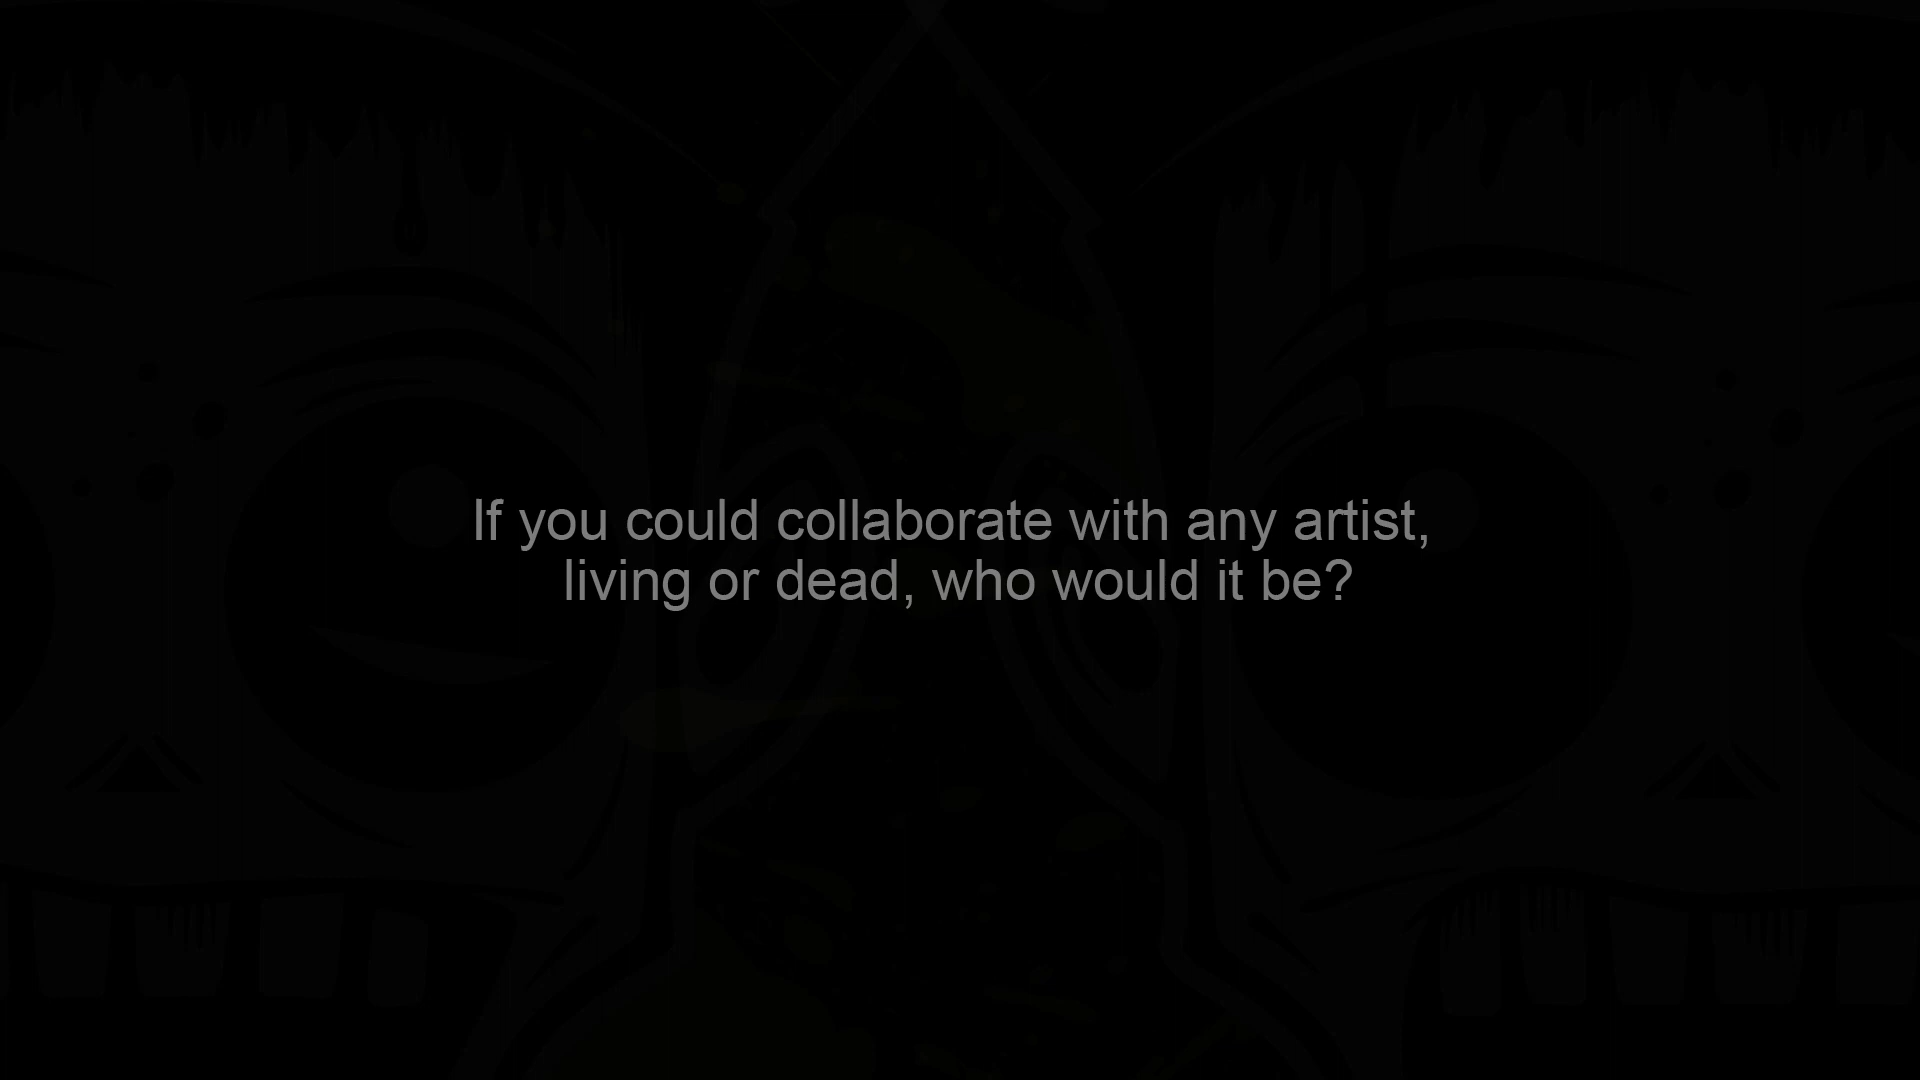 If you could collaborate with any artist,
living or dead, who would it be?